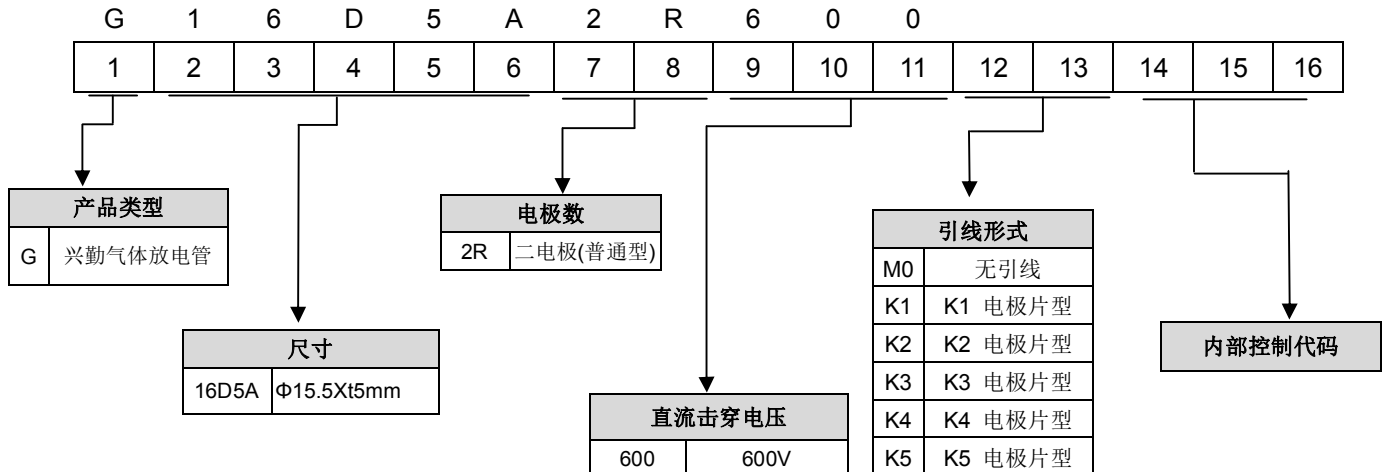 G 1 6 D 5 A 2 R 6 0 0
1 2 3 4 5 6 7 8 9 10 11 12 13 14 15 16
产品类型
G 兴勤气体放电管
电极数
2R 二电极(普通型)
引线形式
M0 无引线
K1 K1 电极片型
K2 K2 电极片型
K3 K3 电极片型
K4 K4 电极片型
K5 K5 电极片型
内部控制代码
尺寸
16D5A Φ15.5Xt5mm
直流击穿电压
600 600V